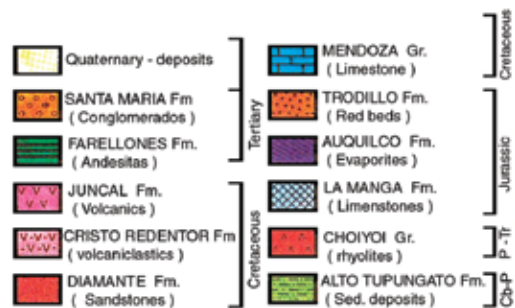 Quaternary - deposits
SANTA MARIA Fm
( Conglomerados )
FARELLONES Fm.
( Andesitas )
Tertiary
JUNCAL Fm.
( Volcanics )
CRISTO REDENTOR Fm
( volcaniclastics )
DIAMANTE Fm.
( Sandstones )
Cretaceous
MENDOZA Gr.
( Limestone )
Cretaceous
TRODILLO Fm.
( Red beds )
AUQUILCO Fm.
( Evaporites )
LA MANGA Fm.
( Limenstones )
Jurassic
CHOIYOI Gr.
( rhyolites )
P -Tr
ALTO TUPUNGATO Fm.
( Sed. deposits )
Cb-P